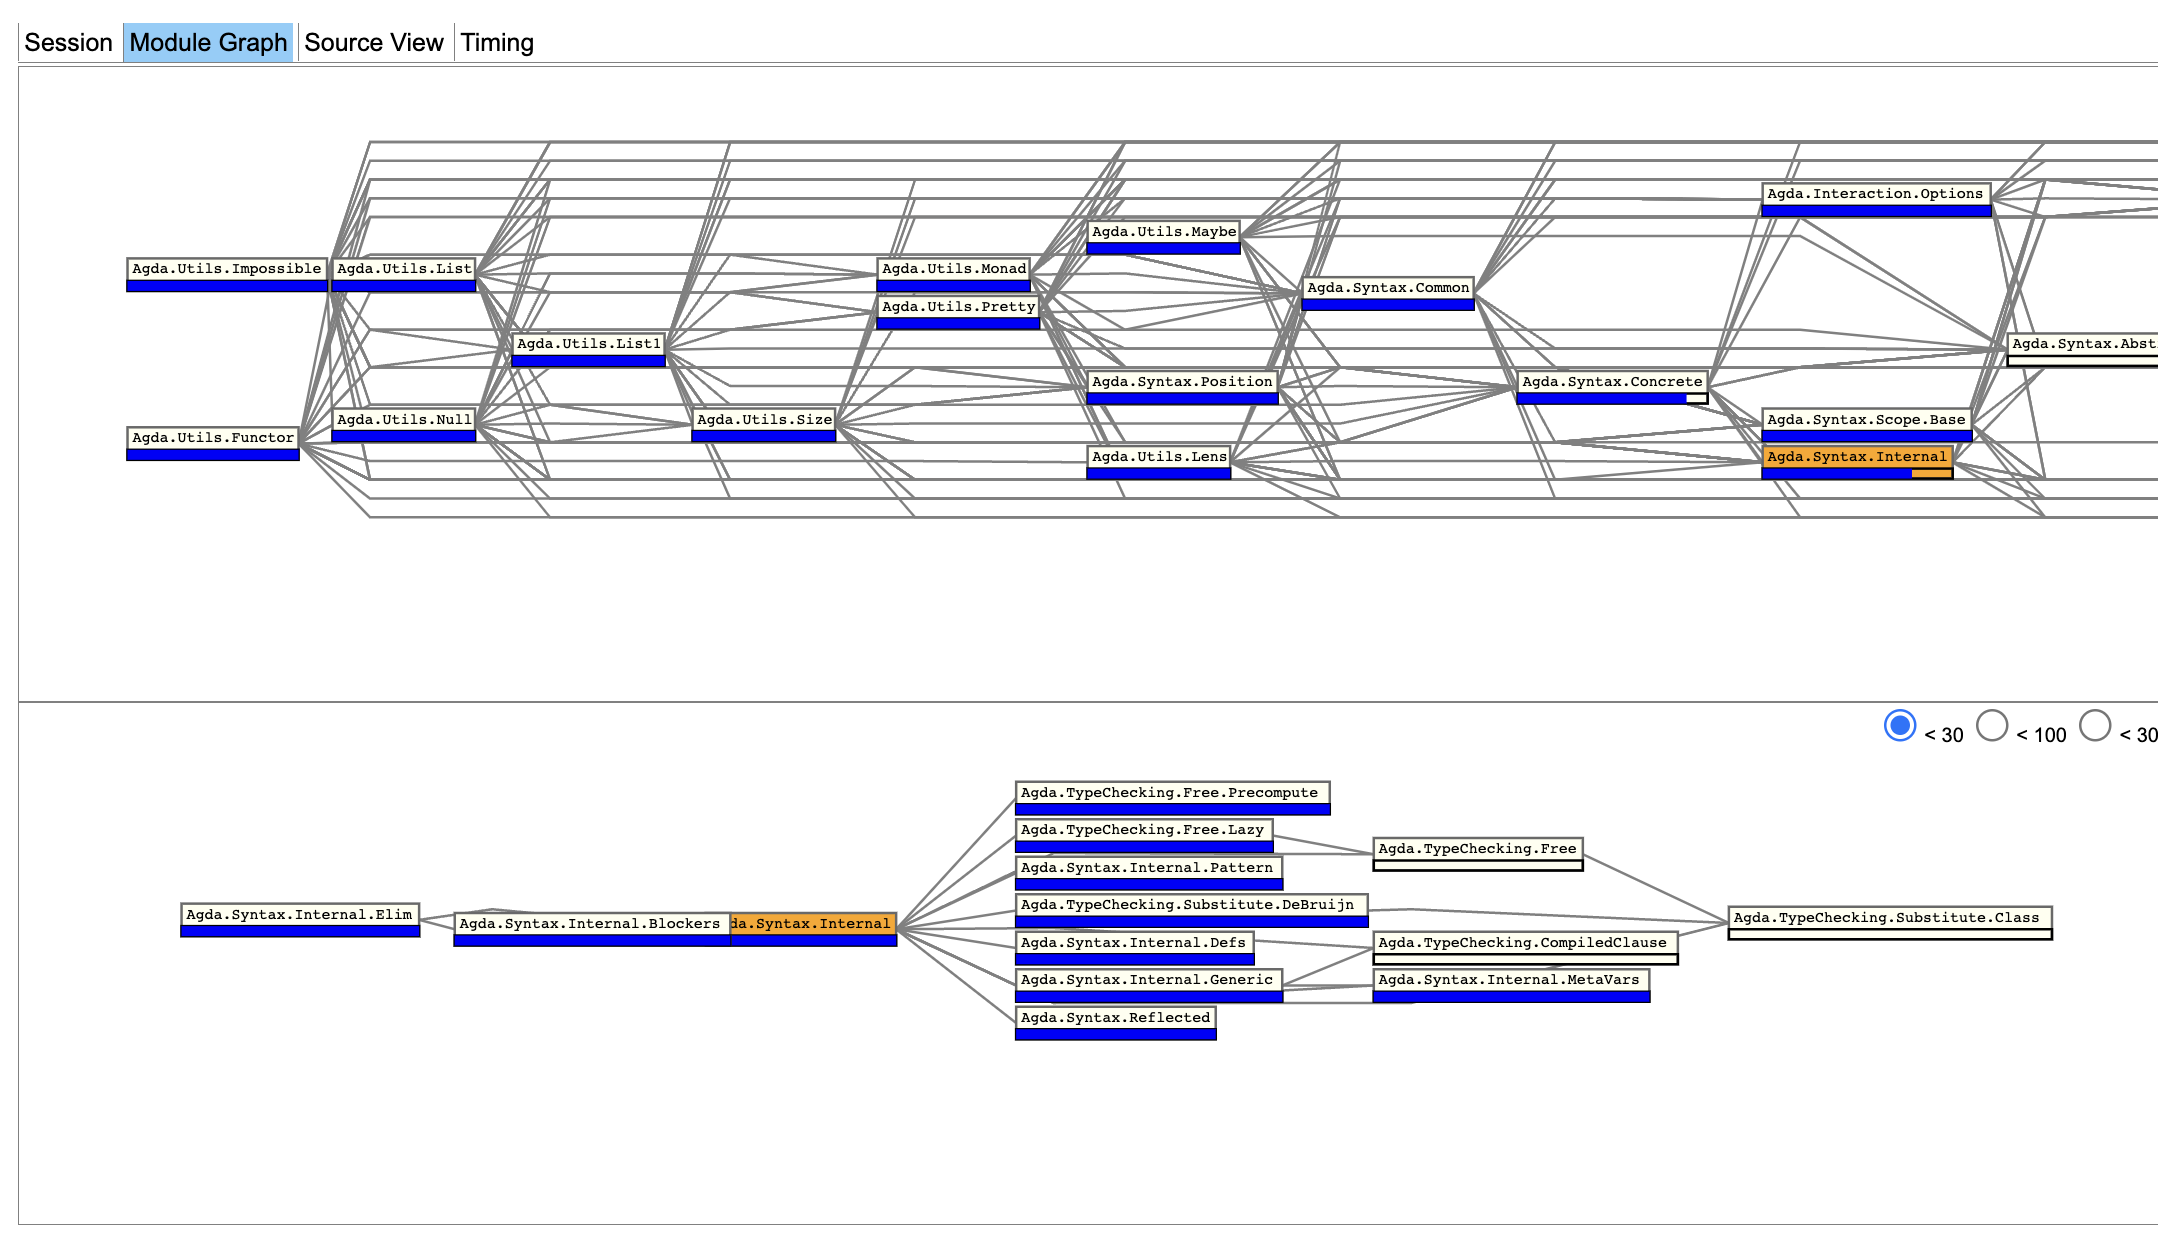 Session Module Graph Source View Timing
Agda.Interaction.Options
Agda.Utils.Maybe
Agda.Utils.Impossible Agda.Utils.List Agda.Utils.Monad
Agda.Syntax.Common
Agda.Utils.Pretty
Agda.Utils.List1 Agda.Syntax.Abst
Agda.Syntax.Position Agda.Syntax.Concrete
Agda.Utils.Null Agda.Utils.Size Agda.Syntax.Scope.Base
Agda.Utils.Functor
Agda.Utils.Lens Agda.Syntax.Internal
< 30 < 100 < 30
Agda.TypeChecking.Free.Precompute
Agda.TypeChecking.Free.Lazy
Agda.TypeChecking.Free
Agda.Syntax.Internal.Pattern
Agda.TypeChecking.Substitute.DeBruijn
Agda.Syntax.Internal.Elim Agda.TypeChecking.Substitute.Class
Agda.Syntax.Internal.Blockers da.Syntax.Internal
Agda.Syntax.Internal.Defs Agda.TypeChecking.CompiledClause
Agda.Syntax.Internal.Generic Agda.Syntax.Internal.MetaVars
Agda.Syntax.Reflected